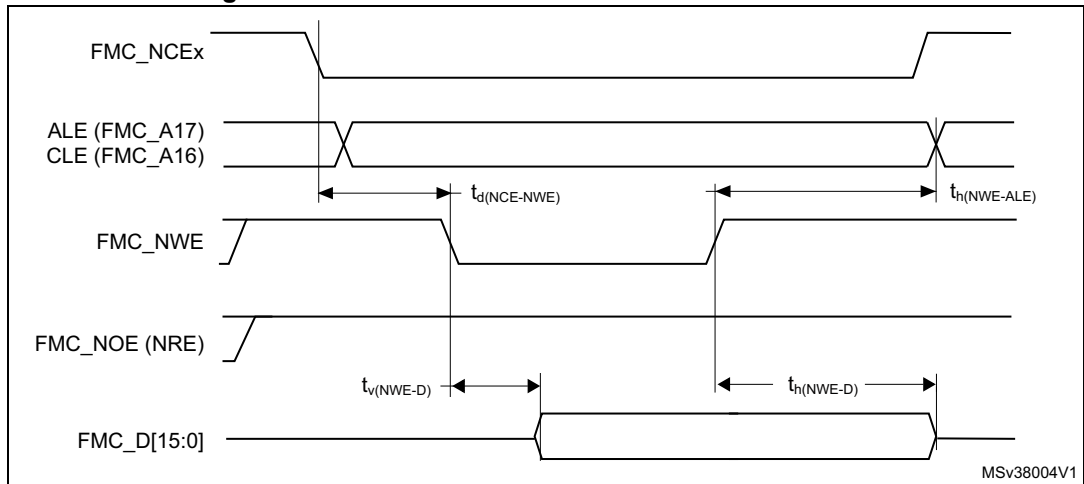 FMC_NCEx
ALE (FMC_A17)
CLE (FMC_A16)
td(NCE-NWE)
th(NWE-ALE)
FMC_NWE
FMC_NOE (NRE)
tv(NWE-D)
th(NWE-D)
FMC_D[15:0]
MSv38004V1